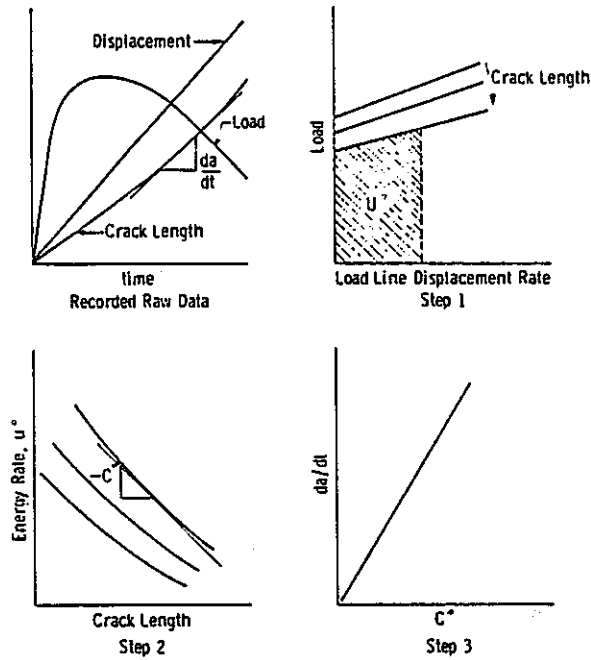 Displacement
Load
da
dt
Crack Length
time
Recorded Raw Data
Load
Crack Length
U*
Load Line Displacement Rate
Step 1
Energy Rate, u*
-C*
Crack Length
Step 2
da/dt
C*
Step 3